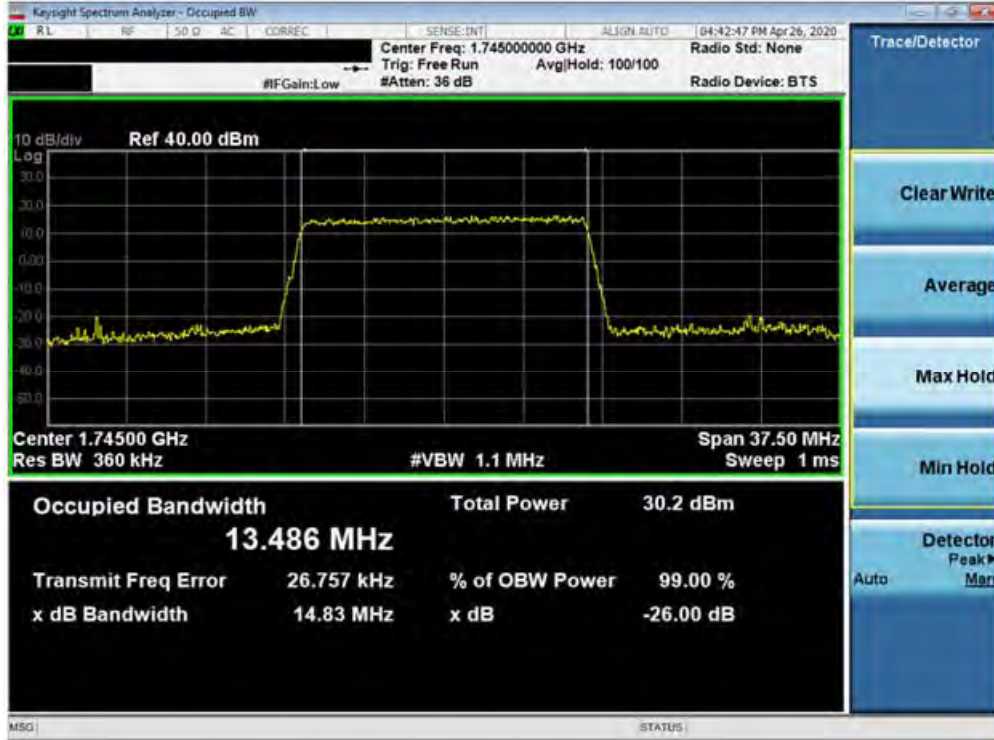 Keysight Spectrum Analyzer - Occupied BW
LXI RL RF 50 Ω AC CORREC SENSE:INT ALIGN AUTO 04:42:47 PM Apr 26, 2020
Center Freq: 1.745000000 GHz Radio Std: None
Trig: Free Run Avg|Hold: 100/100
#IFGain:Low #Atten: 36 dB Radio Device: BTS
10 dB/div Ref 40.00 dBm
Log
30.0
20.0
10.0
0.00
-10.0
-20.0
-30.0
-40.0
-50.0
Center 1.74500 GHz Span 37.50 MHz
Res BW 360 kHz #VBW 1.1 MHz Sweep 1 ms
Occupied Bandwidth Total Power 30.2 dBm
13.486 MHz
Transmit Freq Error 26.757 kHz % of OBW Power 99.00 %
x dB Bandwidth 14.83 MHz x dB -26.00 dB
MSG STATUS
Trace/Detector
Clear Write
Average
Max Hold
Min Hold
Detector
Peak▶
Auto Man